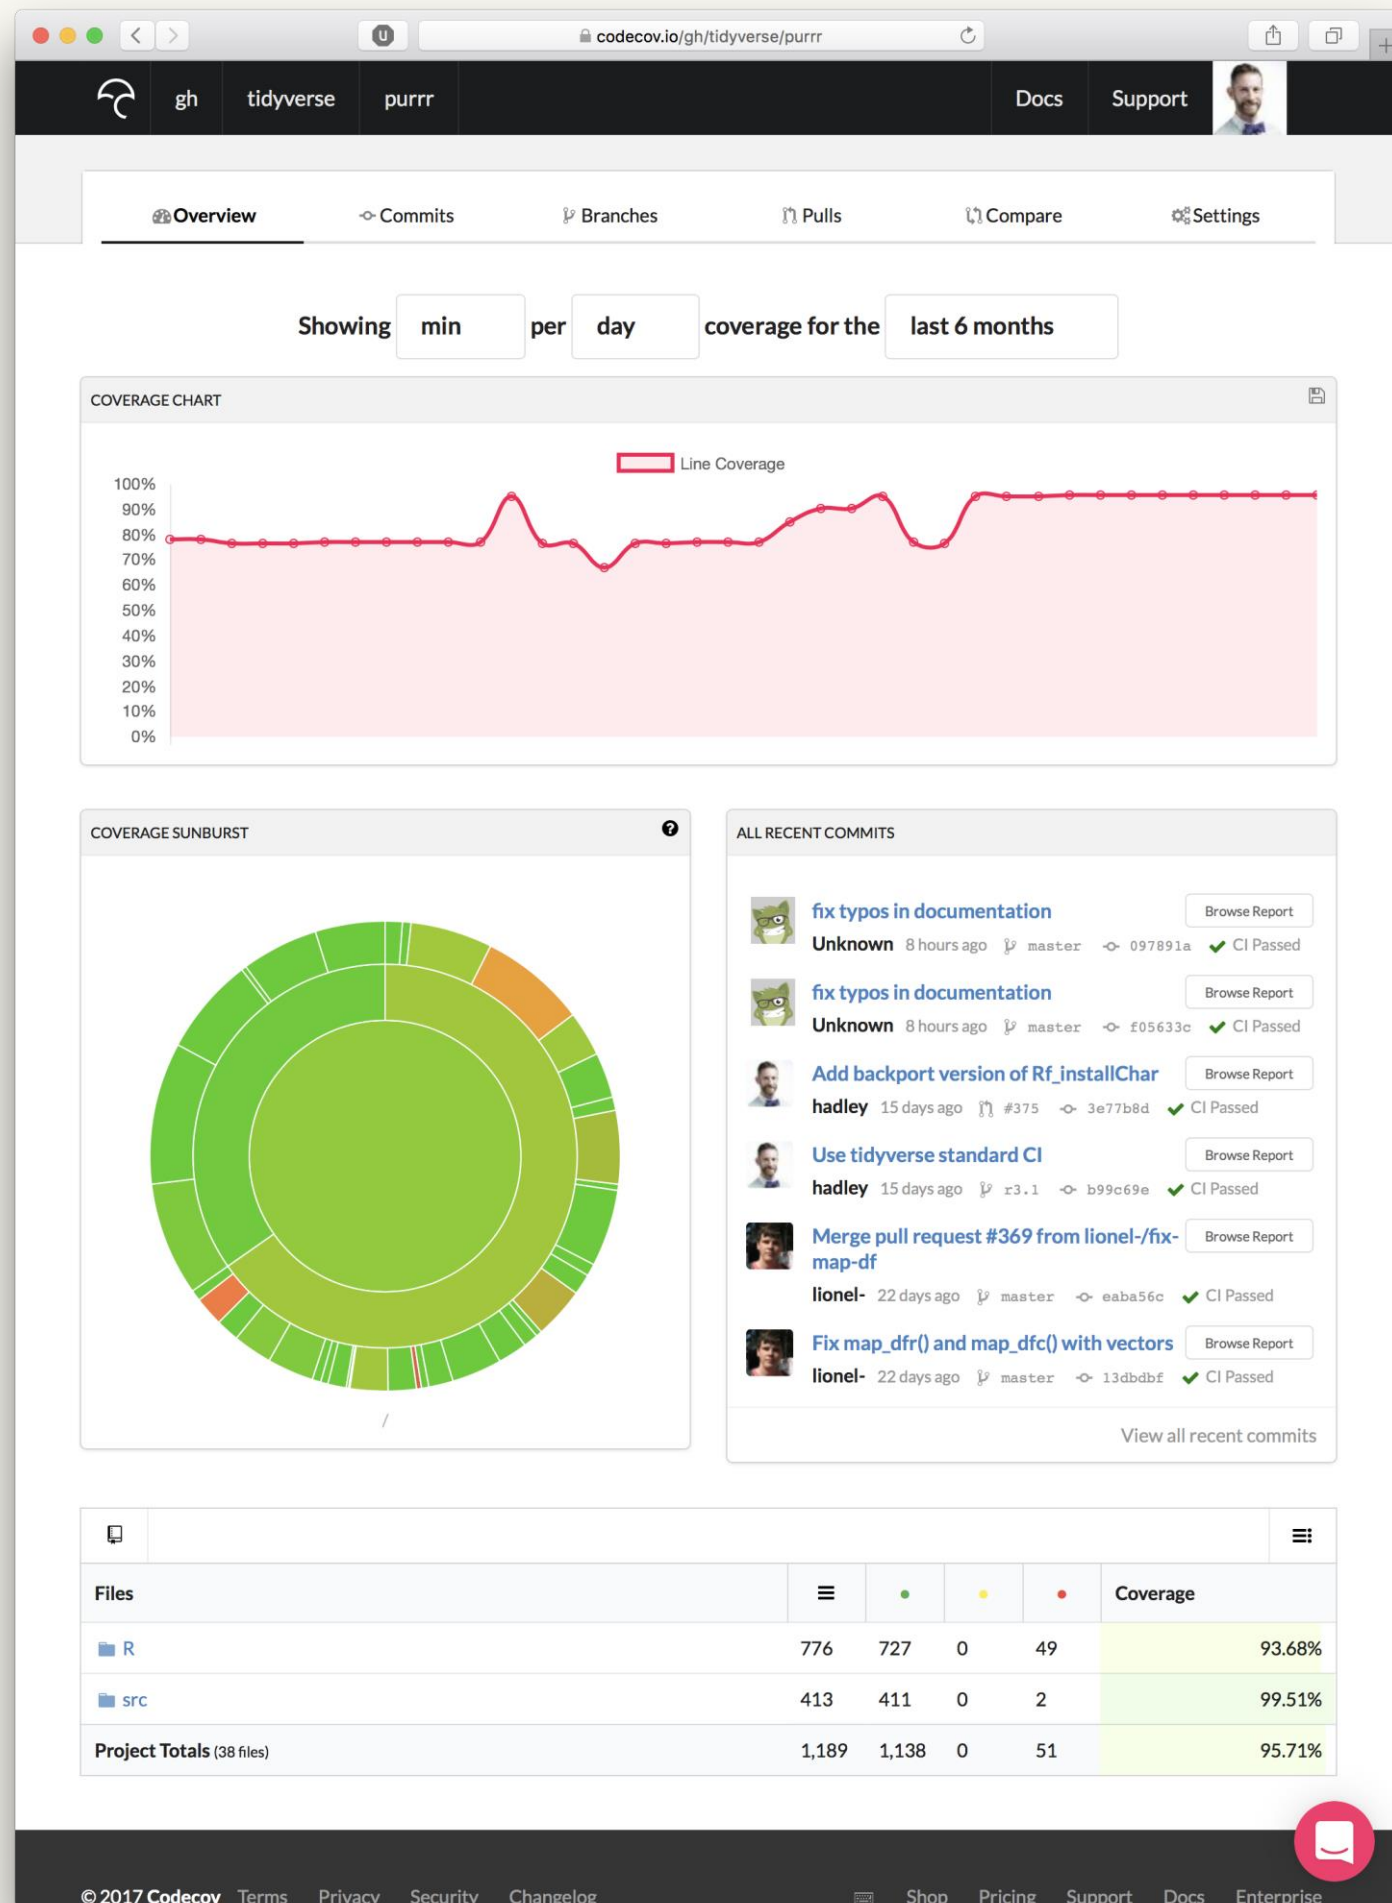 codecov.io/gh/tidyverse/purrr
gh tidyverse purrr Docs Support
Overview Commits Branches Pulls Compare Settings
Showing min per day coverage for the last 6 months
COVERAGE CHART
Line Coverage
100%
90%
80%
70%
60%
50%
40%
30%
20%
10%
0%
COVERAGE SUNBURST
/
ALL RECENT COMMITS
fix typos in documentation Browse Report
Unknown 8 hours ago master 097891a CI Passed
fix typos in documentation Browse Report
Unknown 8 hours ago master f05633c CI Passed
Add backport version of Rf_installChar Browse Report
hadley 15 days ago #375 3e77b8d CI Passed
Use tidyverse standard CI Browse Report
hadley 15 days ago r3.1 b99c69e CI Passed
Merge pull request #369 from lionel-/fix- Browse Report
map-df
lionel- 22 days ago master eaba56c CI Passed
Fix map_dfr() and map_dfc() with vectors Browse Report
lionel- 22 days ago master 13dbdbf CI Passed
View all recent commits
Files Coverage
R 776 727 0 49 93.68%
src 413 411 0 2 99.51%
Project Totals (38 files) 1,189 1,138 0 51 95.71%
© 2017 Codecov Terms Privacy Security Changelog Shop Pricing Support Docs Enterprise